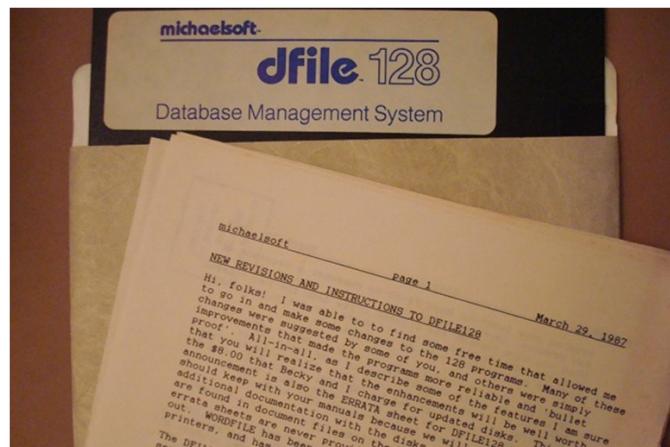 michaelsoft™
dfile™ 128
Database Management System
michaelsoft
page 1
March 29, 1987
NEW REVISIONS AND INSTRUCTIONS TO DFILE128
Hi, folks! I was able to to find some free time that allowed me
to go in and make some changes to the 128 programs. Many of these
changes were suggested by some of you, and others were simply
improvements that made the programs more reliable and 'bullet
proof'. All-in-all, as I describe some of the features I am sure
that you will realize that the enhancements will be well worth
the $8.00 that Becky and I charge for updated disks. This
announcement is also the ERRATA sheet for DFILE128
should keep with your manuals because we
additional documentation with the disks
are found in document files on the
errata sheets are never
out. WORDFILE has been
printers, and has
The